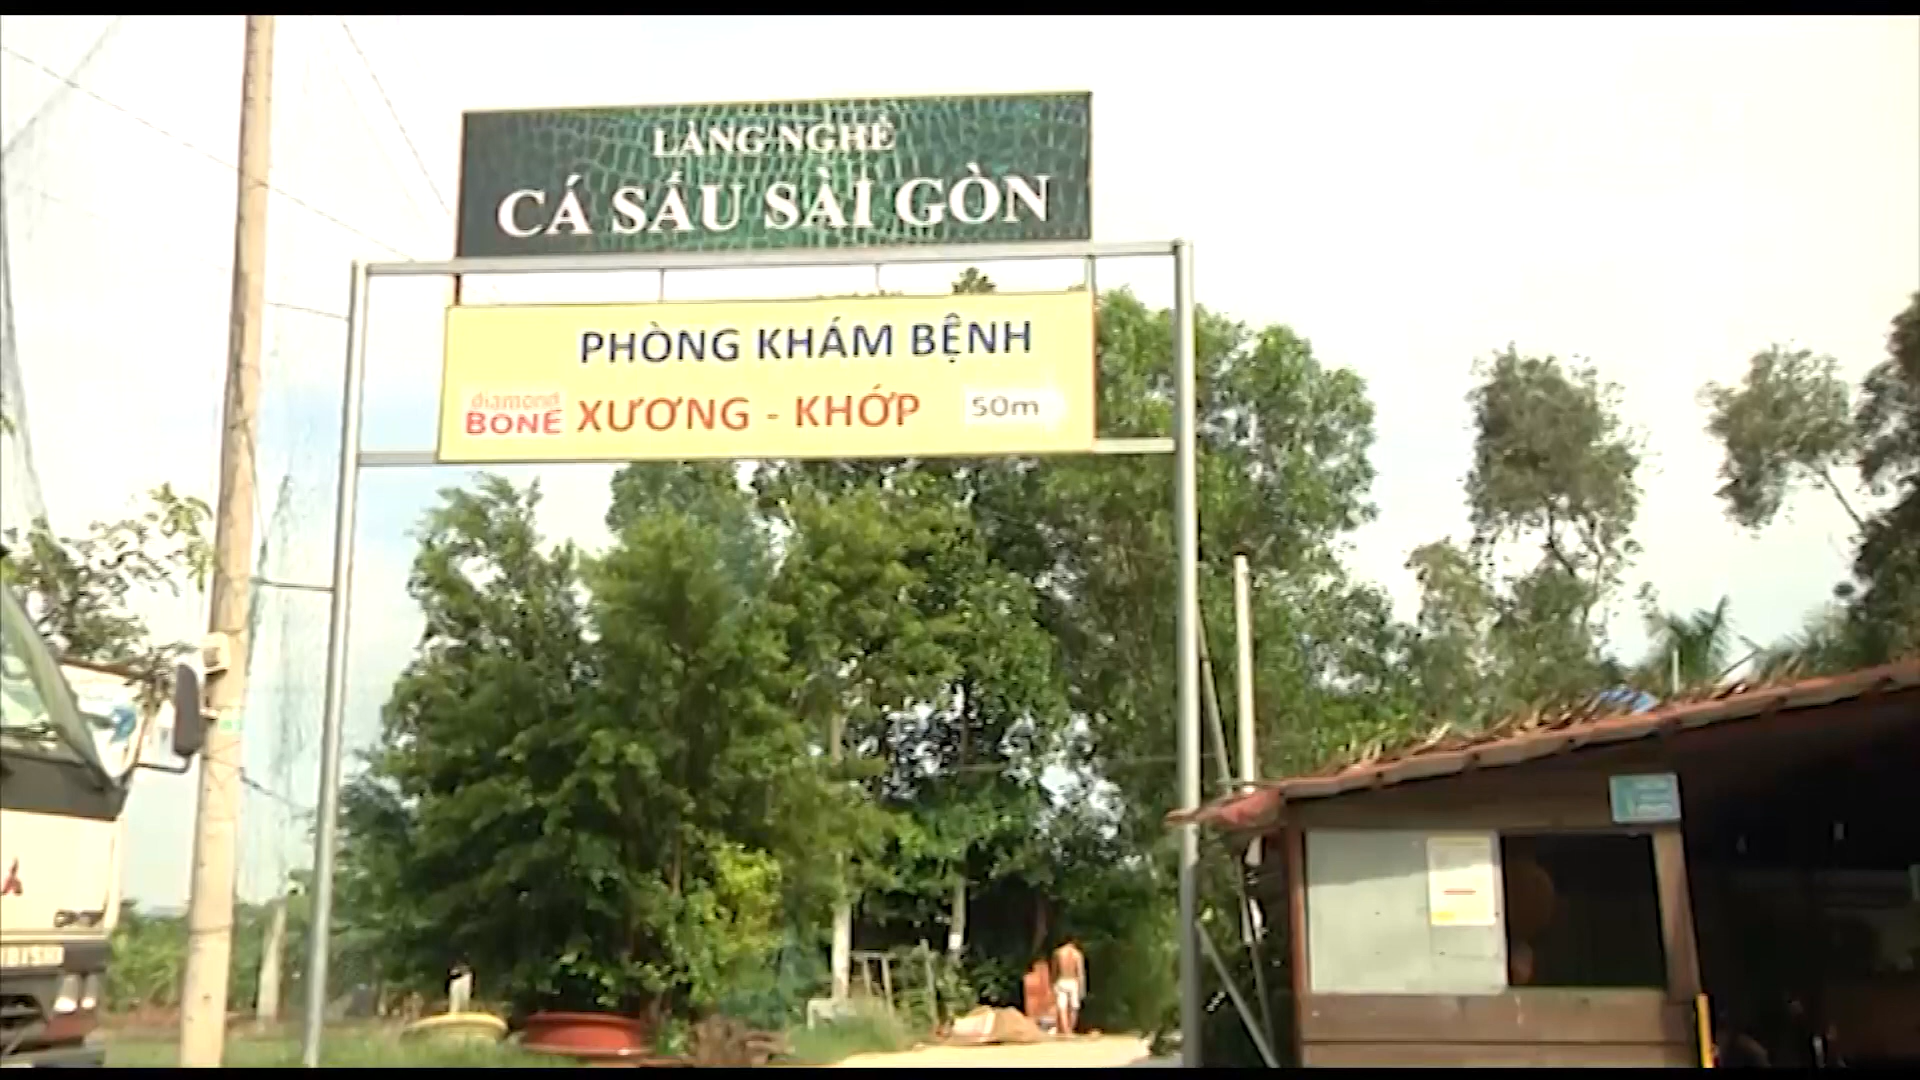 LÀNG NGHỀ
CÁ SẤU SÀI GÒN
PHÒNG KHÁM BỆNH
diamond
BONE XƯƠNG - KHỚP 50m